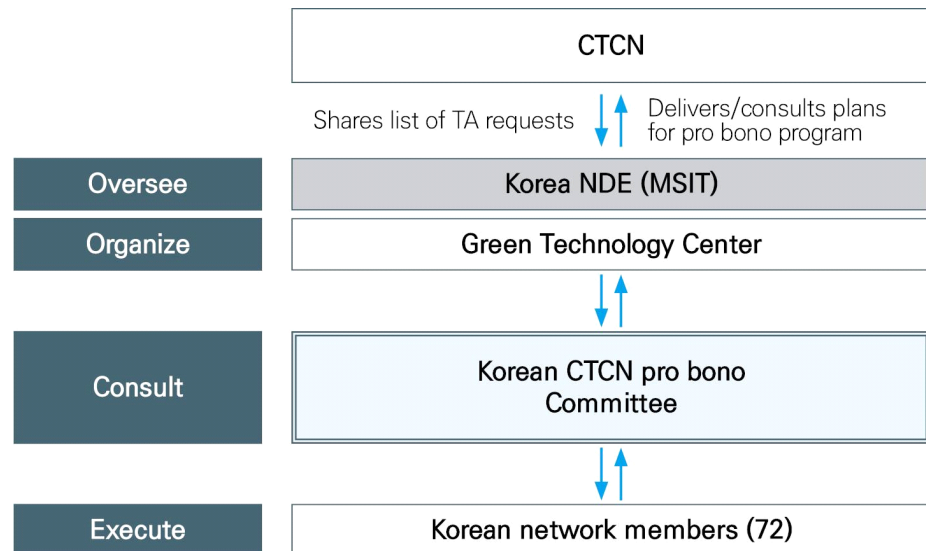 CTCN
Shares list of TA requests
Delivers/consults plans
for pro bono program
Oversee
Korea NDE (MSIT)
Organize
Green Technology Center
Consult
Korean CTCN pro bono
Committee
Execute
Korean network members (72)